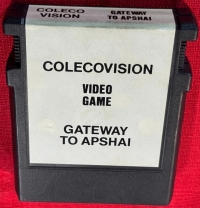 COLECO GATEWAY
VISION TO APSHAI
COLECOVISION
VIDEO
GAME
GATEWAY
TO APSHAI